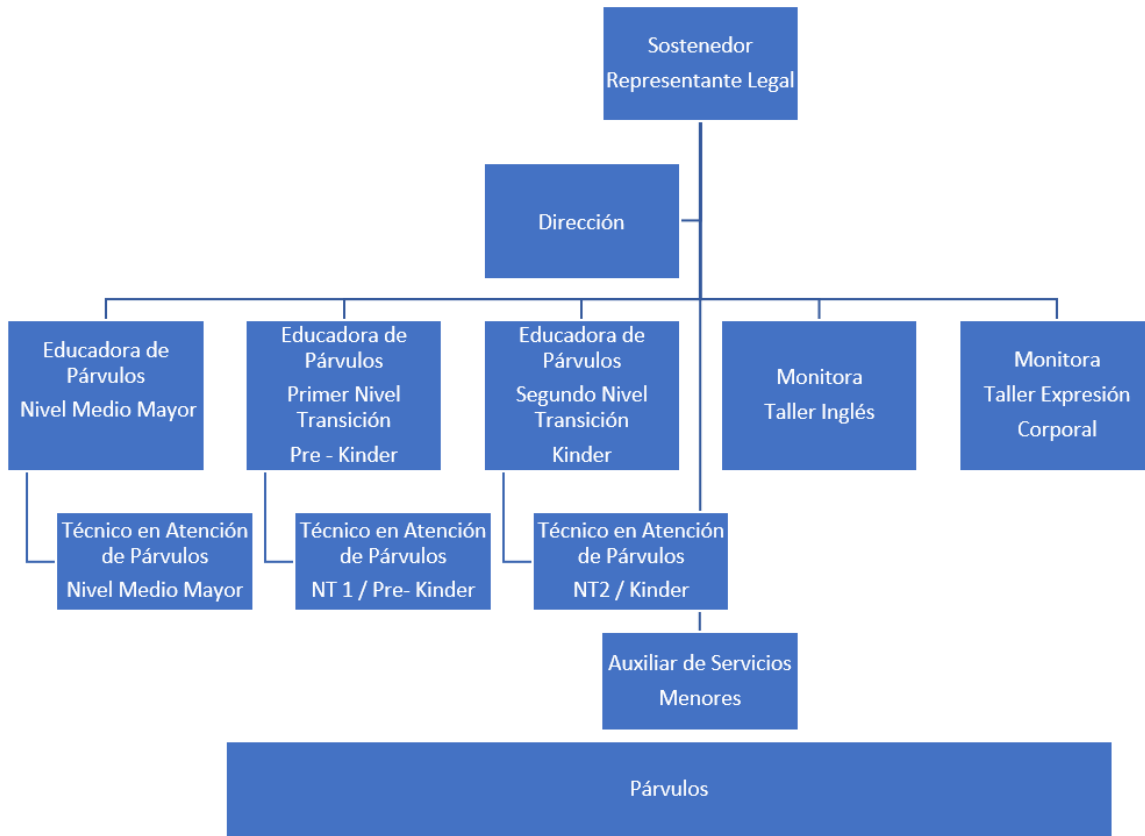 Sostenedor
Representante Legal
Dirección
Educadora de
Párvulos
Nivel Medio Mayor
Educadora de
Párvulos
Primer Nivel
Transición
Pre - Kinder
Educadora de
Párvulos
Segundo Nivel
Transición
Kinder
Monitora
Taller Inglés
Monitora
Taller Expresión
Corporal
Técnico en Atención
de Párvulos
Nivel Medio Mayor
Técnico en Atención
de Párvulos
NT 1 / Pre- Kinder
Técnico en Atención
de Párvulos
NT2 / Kinder
Auxiliar de Servicios
Menores
Párvulos